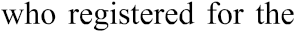 who registered for the